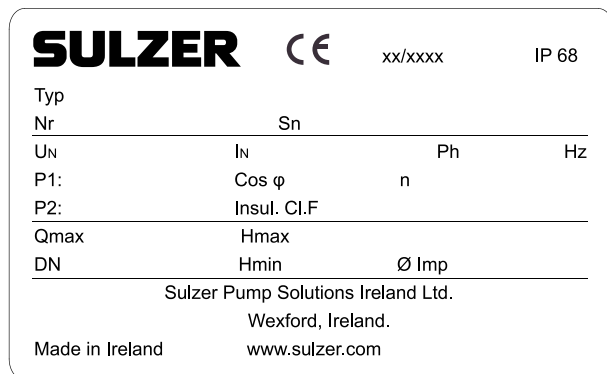 SULZER CE xx/xxxx IP 68
Typ
Nr Sn
UN IN Ph Hz
P1: Cos φ n
P2: Insul. Cl.F
Qmax Hmax
DN Hmin Ø Imp
Sulzer Pump Solutions Ireland Ltd.
Wexford, Ireland.
Made in Ireland www.sulzer.com